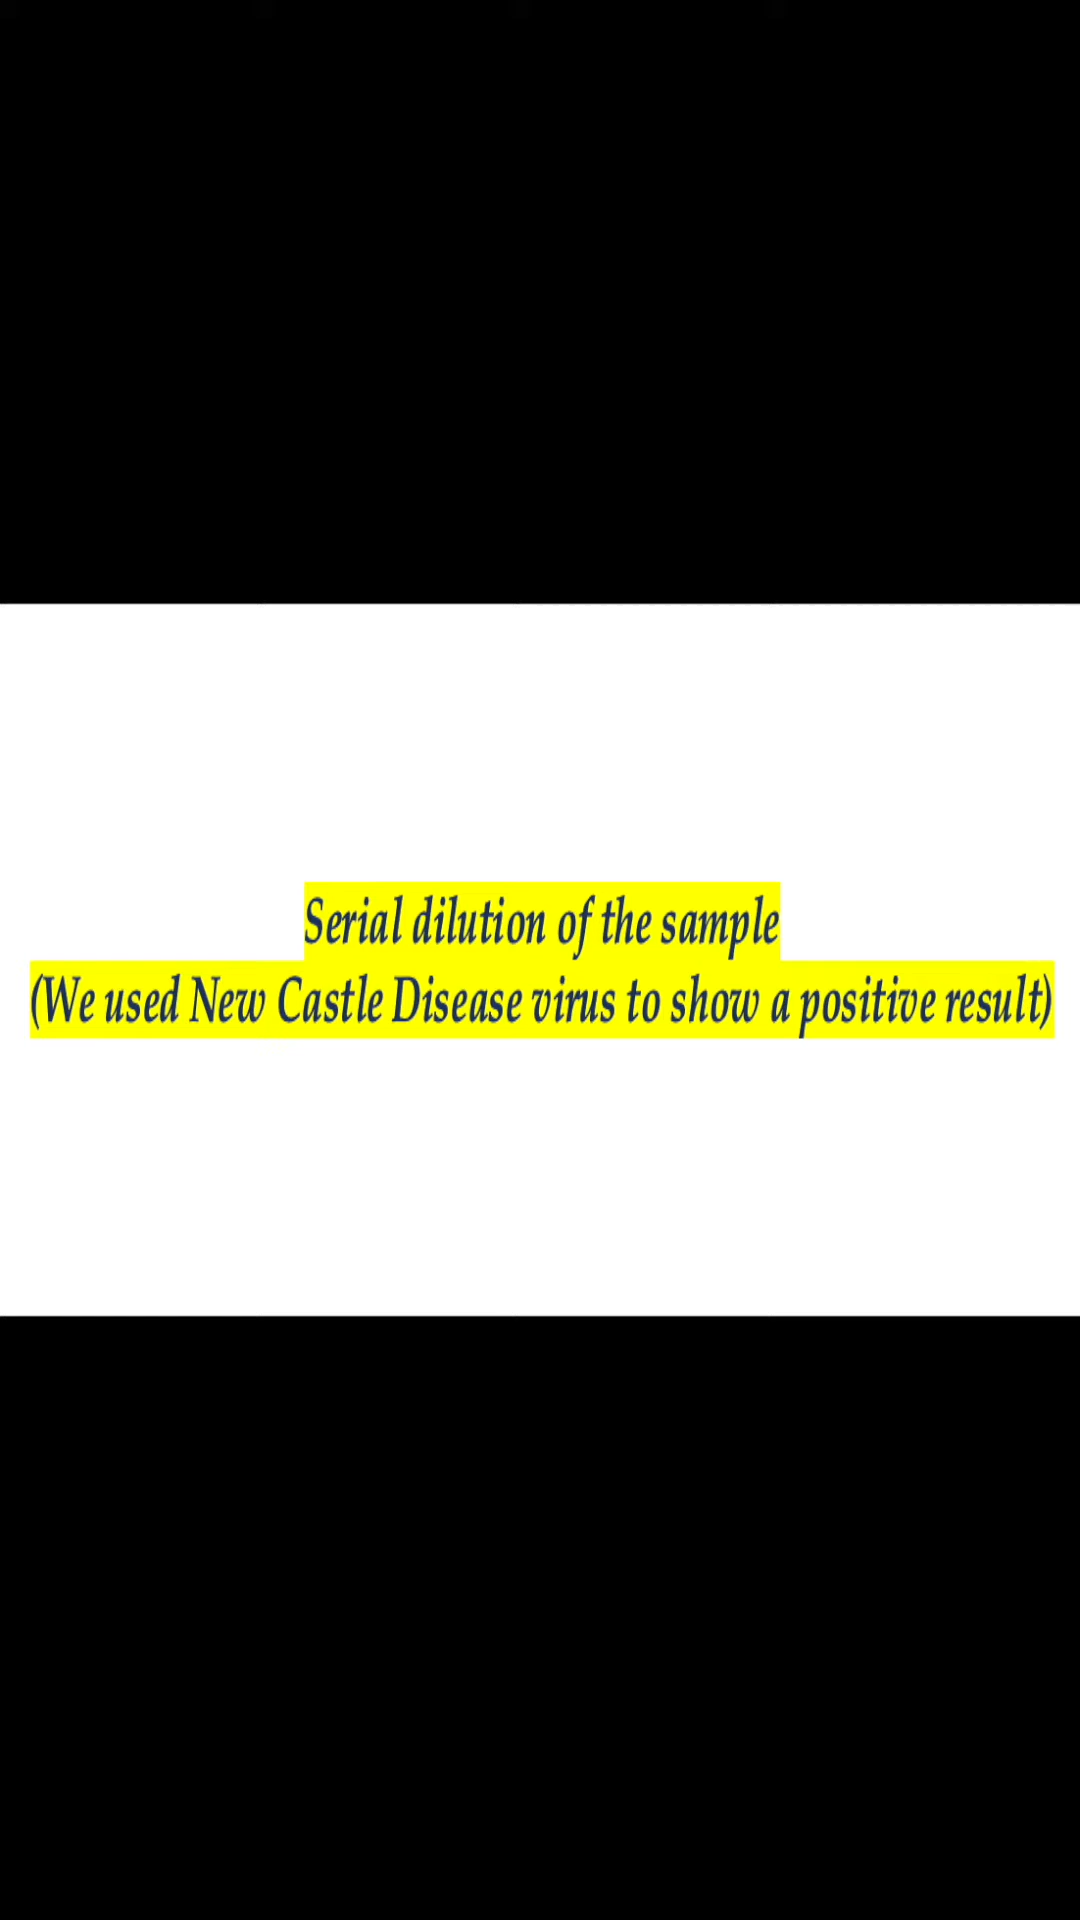 Serial dilution of the sample
(We used New Castle Disease virus to show a positive result)